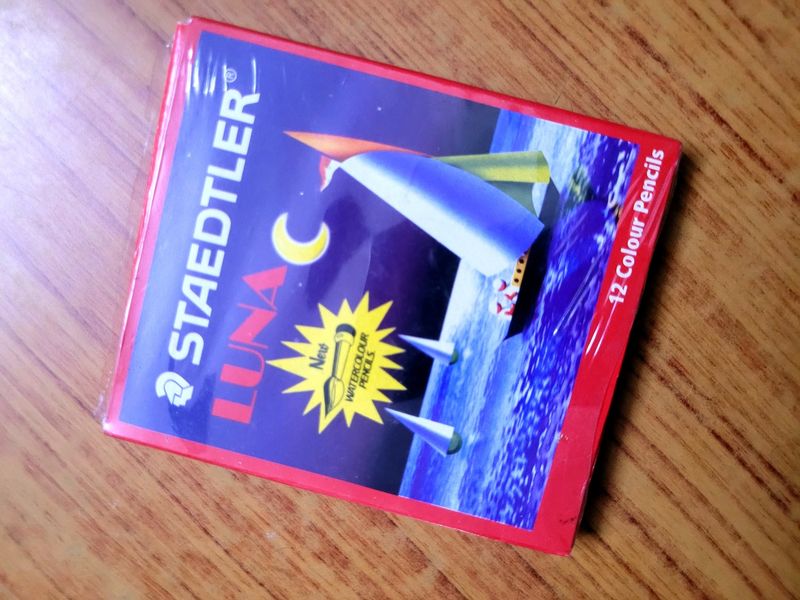 STAEDTLER®
LUNA
New
WATERCOLOUR
PENCILS
12 Colour Pencils